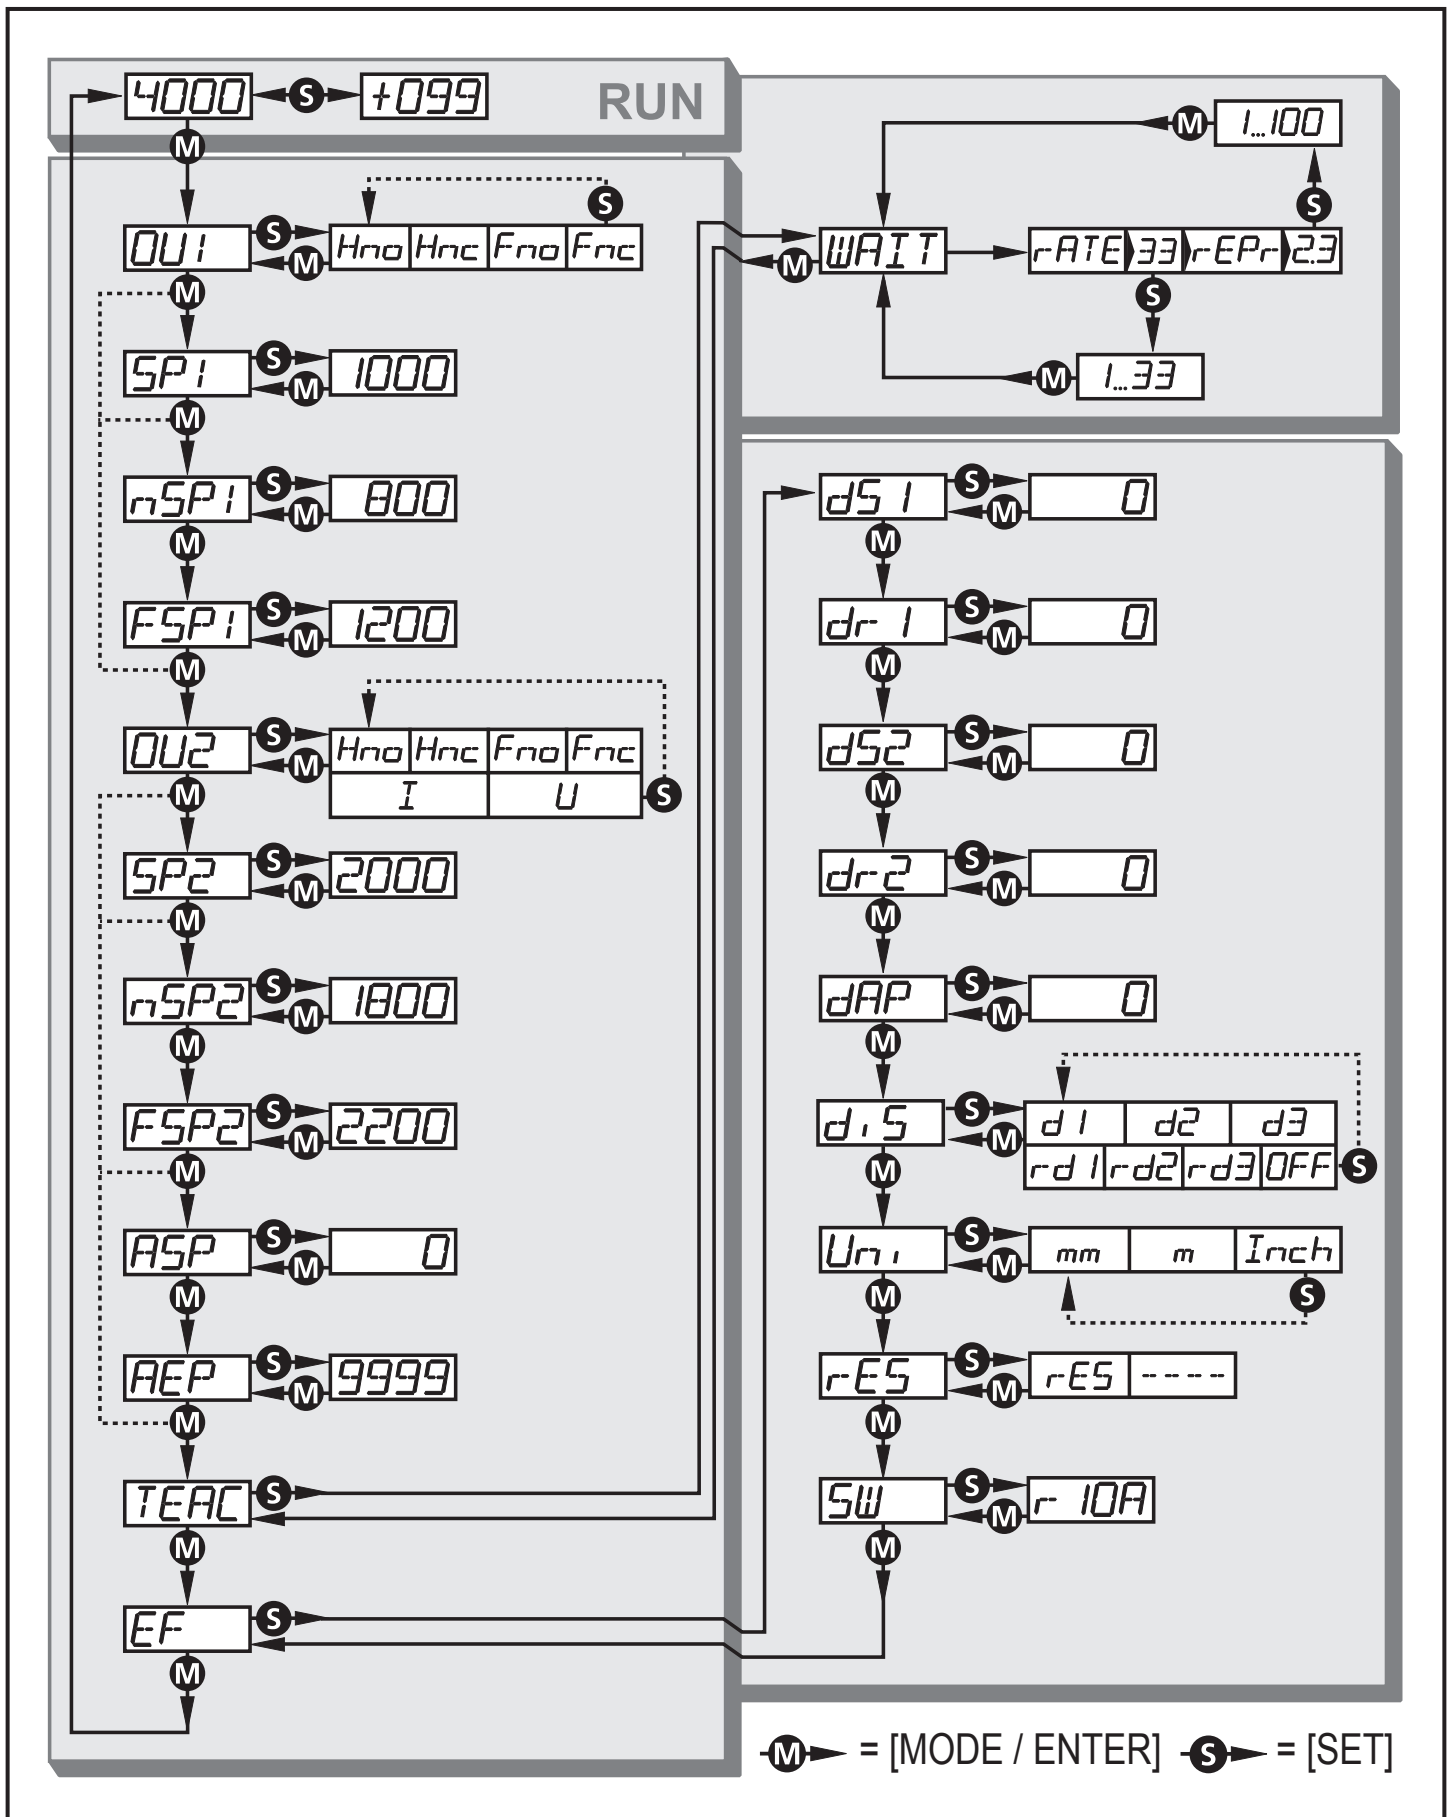 4000 S +099 RUN
M
OU1 S M Hno Hnc Fno Fnc S
M
SP1 S M 1000
M
nSP1 S M 800
M
FSP1 S M 1200
M
OU2 S M Hno Hnc Fno Fnc
I U S
M
SP2 S M 2000
M
nSP2 S M 1800
M
FSP2 S M 2200
M
ASP S M 0
M
AEP S M 9999
M
TEAC S
M
EF S
M
M 1...100
S
M WAIT rATE 33 rEPr 2.3
S
M 1...33
dS1 S M 0
M
dr1 S M 0
M
dS2 S M 0
M
dr2 S M 0
M
dAP S M 0
M
diS S M d1 d2 d3
rd1 rd2 rd3 OFF S
M
Uni S M mm m Inch
S
M
rES S M rES ----
M
SW S M r 10A
M
M = [MODE / ENTER] S = [SET]